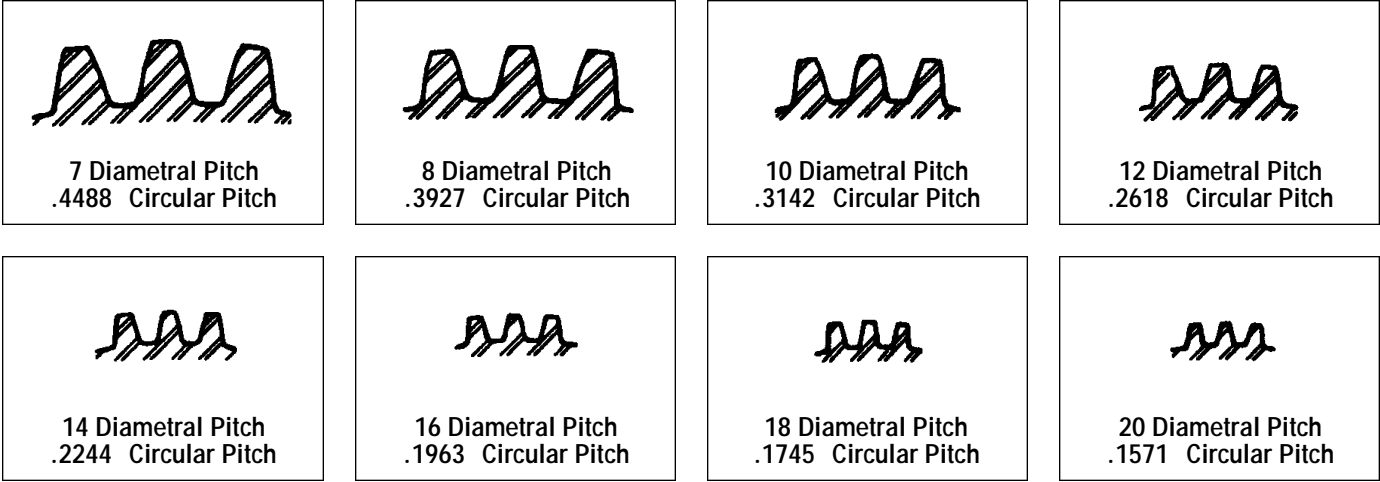 7 Diametral Pitch
.4488 Circular Pitch
8 Diametral Pitch
.3927 Circular Pitch
10 Diametral Pitch
.3142 Circular Pitch
12 Diametral Pitch
.2618 Circular Pitch
14 Diametral Pitch
.2244 Circular Pitch
16 Diametral Pitch
.1963 Circular Pitch
18 Diametral Pitch
.1745 Circular Pitch
20 Diametral Pitch
.1571 Circular Pitch